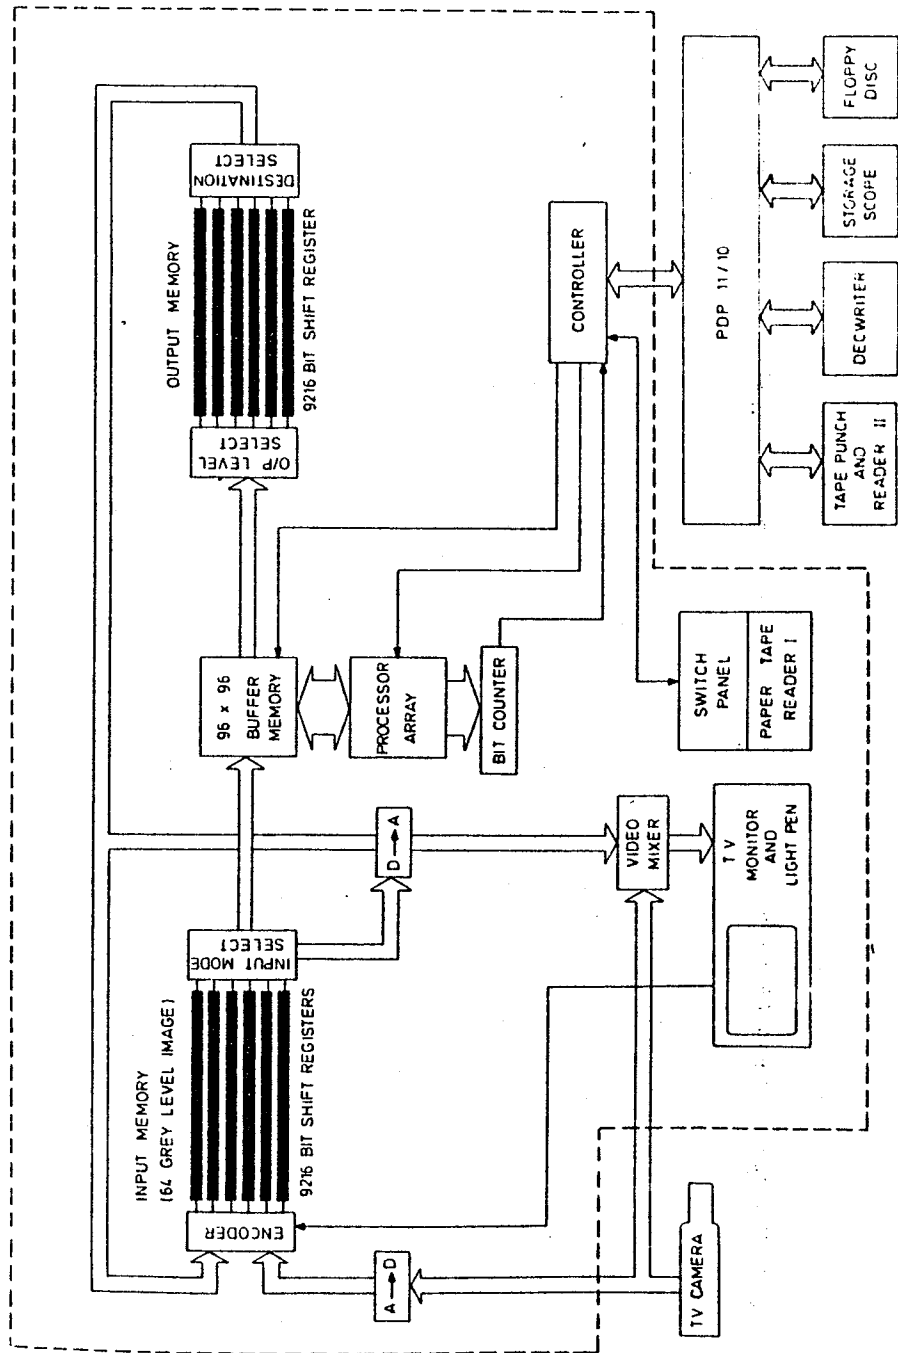 INPUT MEMORY
(64 GREY LEVEL IMAGE)
ENCODER
INPUT MODE
SELECT
9216 BIT SHIFT REGISTERS
A → D
D → A
TV CAMERA
VIDEO
MIXER
TV
MONITOR
AND
LIGHT PEN
96 x 96
BUFFER
MEMORY
PROCESSOR
ARRAY
BIT COUNTER
SWITCH
PANEL
PAPER TAPE
READER I
OUTPUT MEMORY
O/P LEVEL
SELECT
DESTINATION
SELECT
9216 BIT SHIFT REGISTER
CONTROLLER
PDP 11/10
TAPE PUNCH
AND
READER II
DECWRITER
STORAGE
SCOPE
FLOPPY
DISC